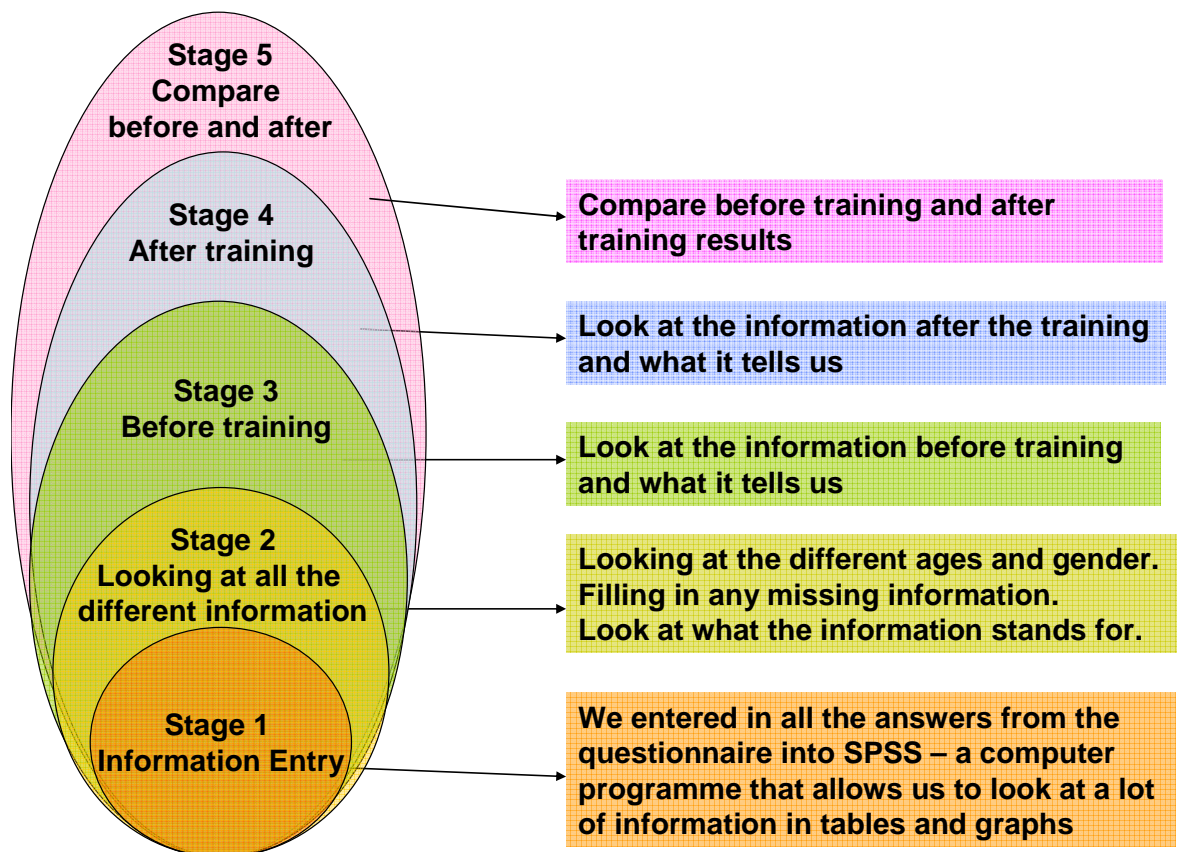 Stage 5
Compare
before and after
Compare before training and after
training results
Stage 4
After training
Look at the information after the training
and what it tells us
Stage 3
Before training
Look at the information before training
and what it tells us
Stage 2
Looking at all the
different information
Looking at the different ages and gender.
Filling in any missing information.
Look at what the information stands for.
Stage 1
Information Entry
We entered in all the answers from the
questionnaire into SPSS – a computer
programme that allows us to look at a lot
of information in tables and graphs